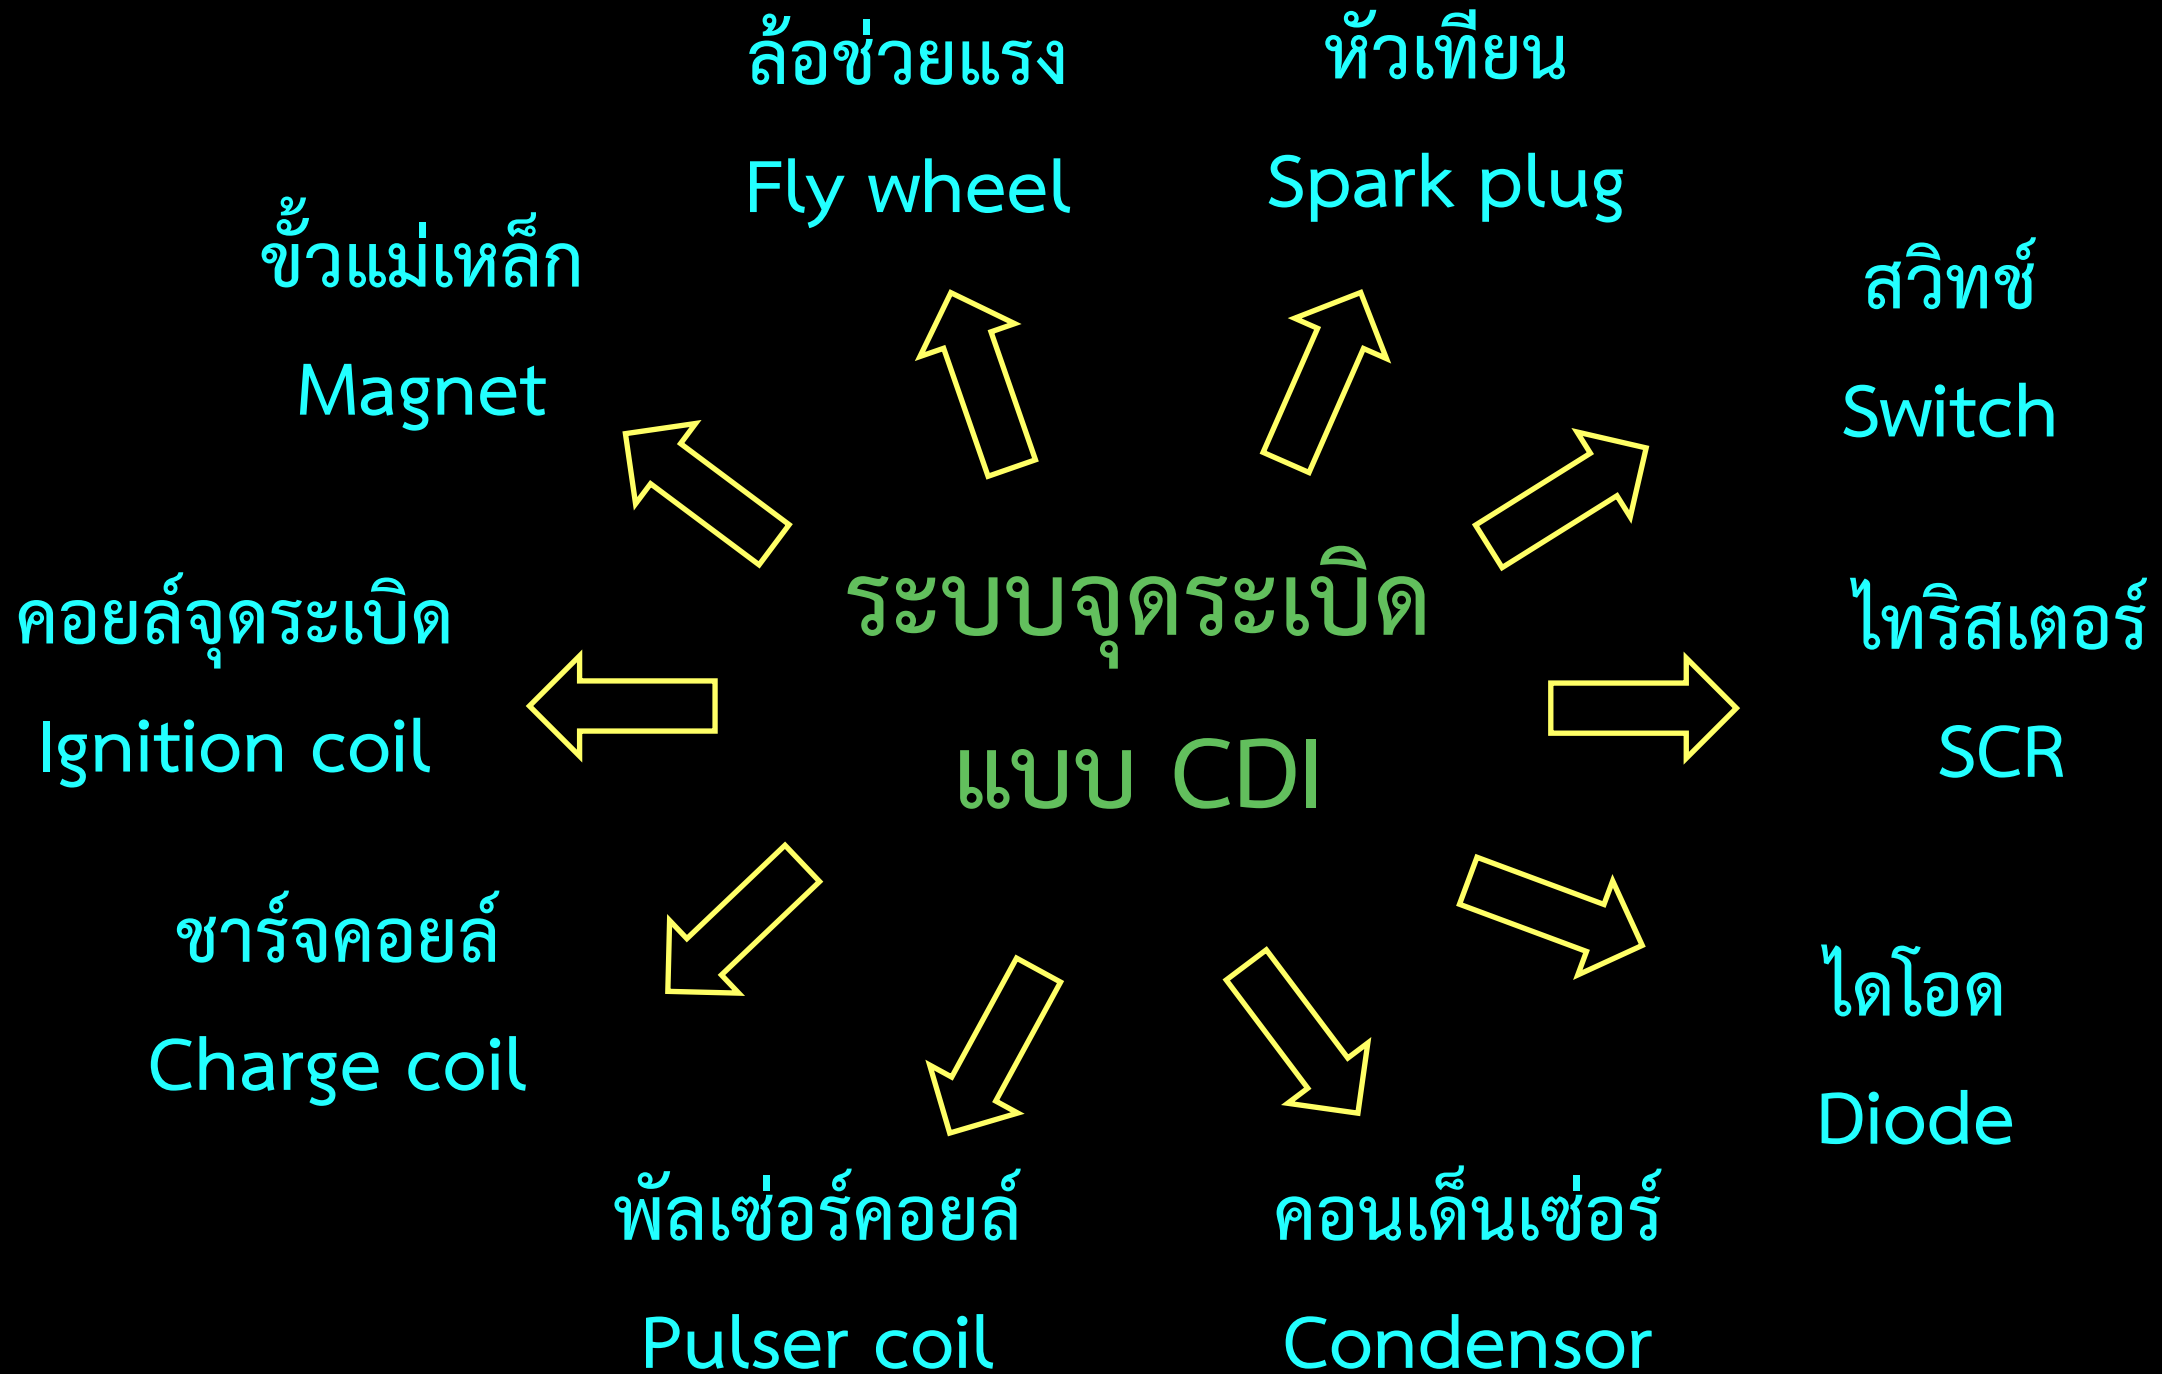 ล้อช่วยแรง
Fly wheel
หัวเทียน
Spark plug
ขั้วแม่เหล็ก
Magnet
สวิทช์
Switch
คอยล์จุดระเบิด
Ignition coil
ระบบจุดระเบิด
แบบ CDI
ไทริสเตอร์
SCR
ชาร์จคอยล์
Charge coil
ไดโอด
Diode
พัลเซ่อร์คอยล์
Pulser coil
คอนเด็นเซ่อร์
Condensor